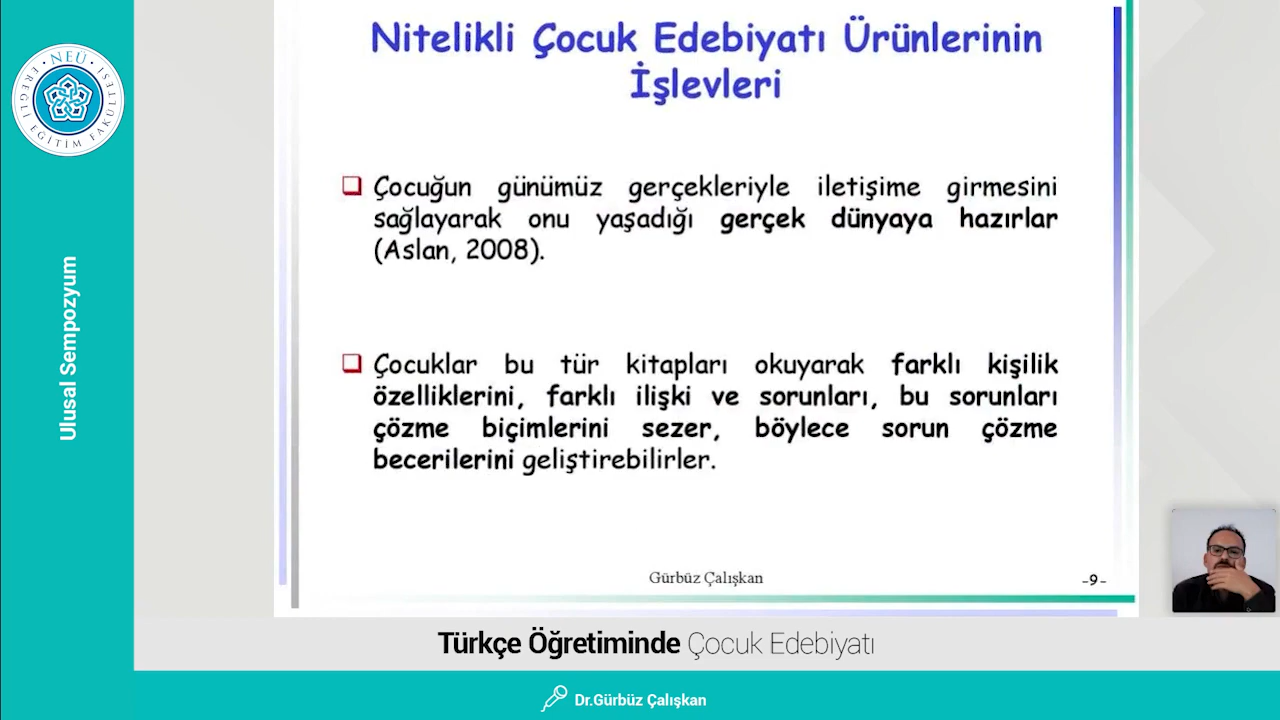 Nitelikli Çocuk Edebiyatı Ürünlerinin
İşlevleri
Çocuğun günümüz gerçekleriyle iletişime girmesini
sağlayarak onu yaşadığı gerçek dünyaya hazırlar
(Aslan, 2008).
Çocuklar bu tür kitapları okuyarak farklı kişilik
özelliklerini, farklı ilişki ve sorunları, bu sorunları
çözme biçimlerini sezer, böylece sorun çözme
becerilerini geliştirebilirler.
Gürbüz Çalışkan
-9-
· NEÜ ·
EREĞLİ EĞİTİM FAKÜLTESİ
Ulusal Sempozyum
Türkçe Öğretiminde Çocuk Edebiyatı
Dr.Gürbüz Çalışkan